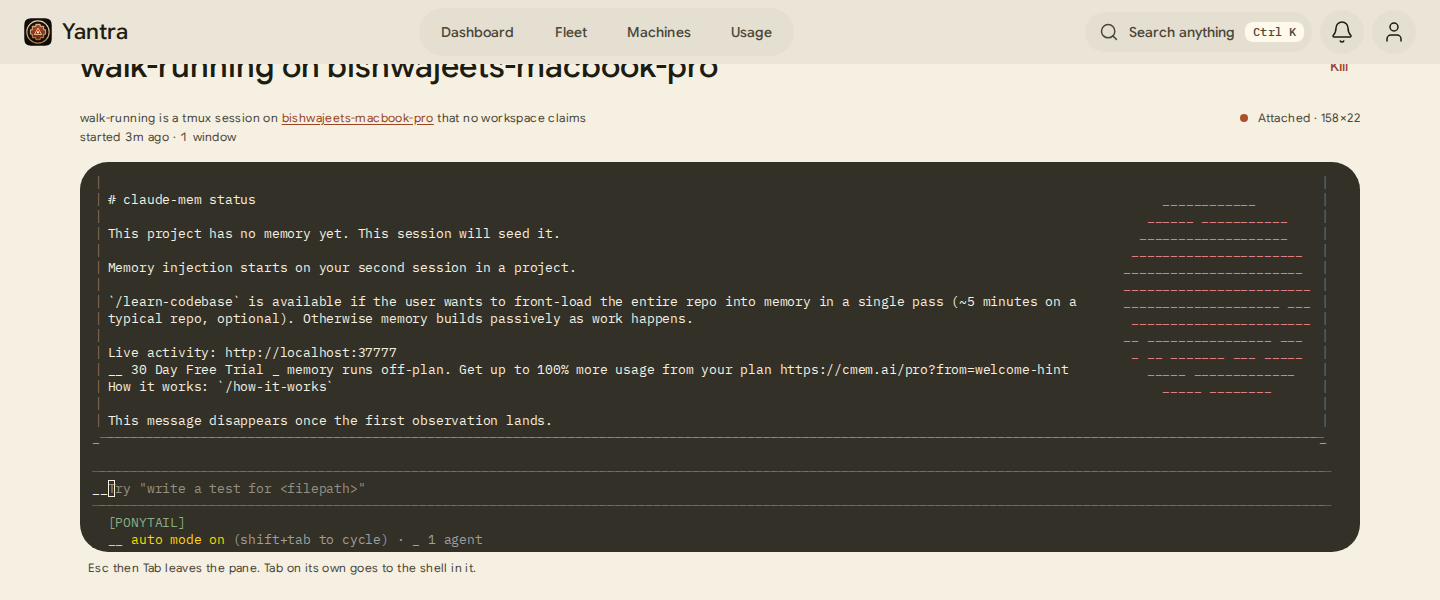 Yantra
Dashboard
Fleet
Machines
Usage
Search anything
Ctrl K
walk-running on bishwajeets-macbook-pro
Kill
walk-running is a tmux session on bishwajeets-macbook-pro that no workspace claims
started 3m ago · 1 window
Attached · 158×22
# claude-mem status
This project has no memory yet. This session will seed it.
Memory injection starts on your second session in a project.
`/learn-codebase` is available if the user wants to front-load the entire repo into memory in a single pass (~5 minutes on a
typical repo, optional). Otherwise memory builds passively as work happens.
Live activity: http://localhost:37777
__ 30 Day Free Trial _ memory runs off-plan. Get up to 100% more usage from your plan https://cmem.ai/pro?from=welcome-hint
How it works: `/how-it-works`
This message disappears once the first observation lands.
__Try "write a test for <filepath>"
[PONYTAIL]
__ auto mode on (shift+tab to cycle) · _ 1 agent
Esc then Tab leaves the pane. Tab on its own goes to the shell in it.